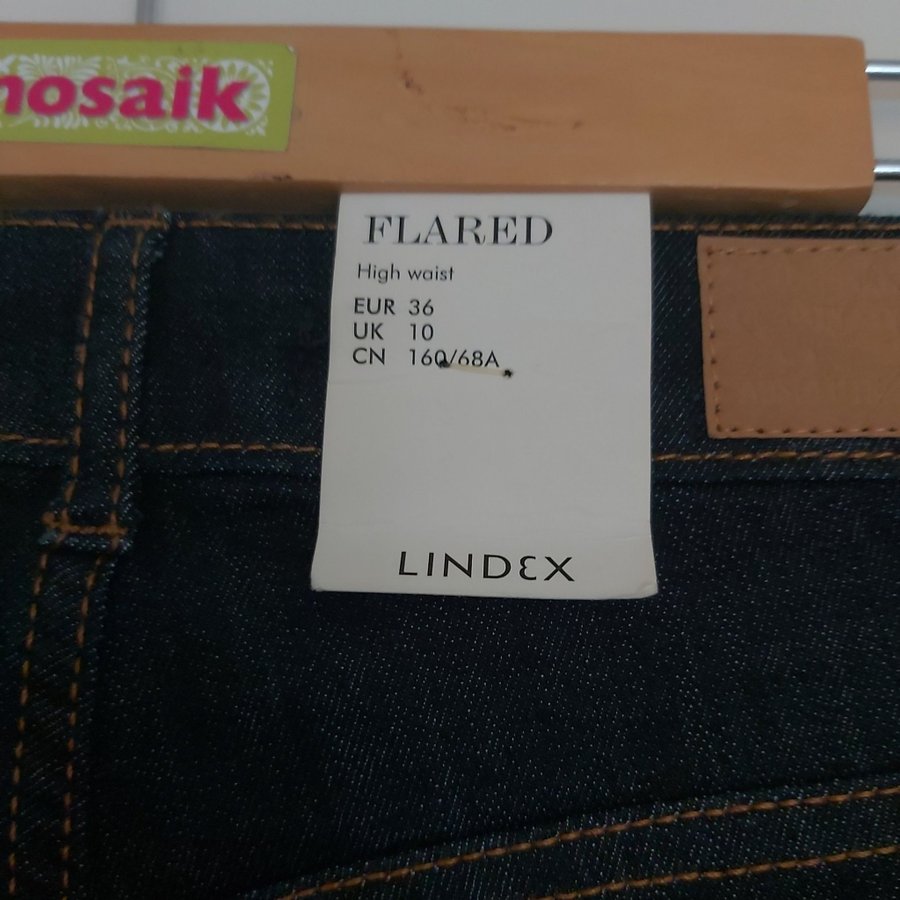 mosaik
FLARED
High waist
EUR 36
UK 10
CN 160/68A
LINDEX